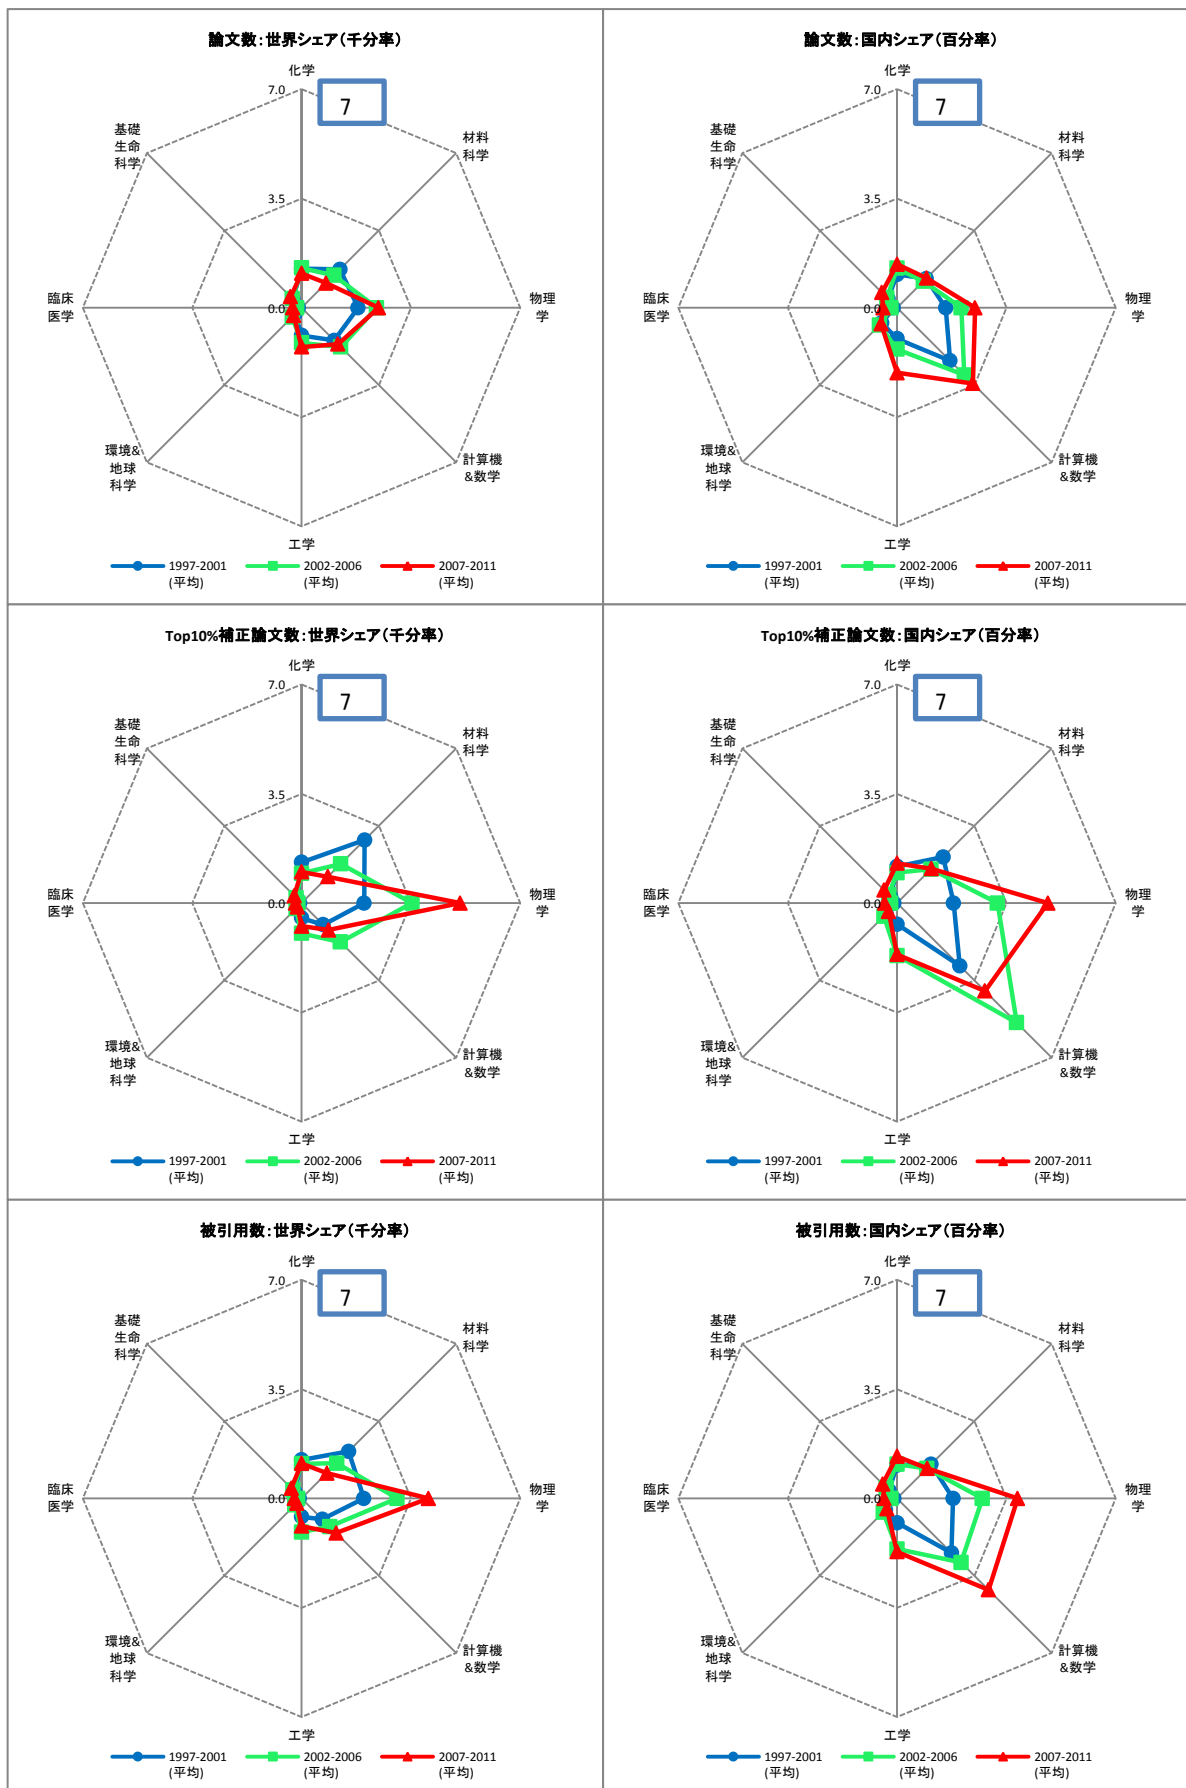 論文数：世界シェア（千分率）
化学
7.0
7
基礎
生命
科学
材料
科学
3.5
臨床
医学
0.0
物理
学
環境&
地球
科学
計算機
&数学
工学
1997-2001
(平均)
2002-2006
(平均)
2007-2011
(平均)
論文数：国内シェア（百分率）
化学
7.0
7
基礎
生命
科学
材料
科学
3.5
臨床
医学
0.0
物理
学
環境&
地球
科学
計算機
&数学
工学
1997-2001
(平均)
2002-2006
(平均)
2007-2011
(平均)
Top10%補正論文数：世界シェア（千分率）
化学
7.0
7
基礎
生命
科学
材料
科学
3.5
臨床
医学
0.0
物理
学
環境&
地球
科学
計算機
&数学
工学
1997-2001
(平均)
2002-2006
(平均)
2007-2011
(平均)
Top10%補正論文数：国内シェア（百分率）
化学
7.0
7
基礎
生命
科学
材料
科学
3.5
臨床
医学
0.0
物理
学
環境&
地球
科学
計算機
&数学
工学
1997-2001
(平均)
2002-2006
(平均)
2007-2011
(平均)
被引用数：世界シェア（千分率）
化学
7.0
7
基礎
生命
科学
材料
科学
3.5
臨床
医学
0.0
物理
学
環境&
地球
科学
計算機
&数学
工学
1997-2001
(平均)
2002-2006
(平均)
2007-2011
(平均)
被引用数：国内シェア（百分率）
化学
7.0
7
基礎
生命
科学
材料
科学
3.5
臨床
医学
0.0
物理
学
環境&
地球
科学
計算機
&数学
工学
1997-2001
(平均)
2002-2006
(平均)
2007-2011
(平均)